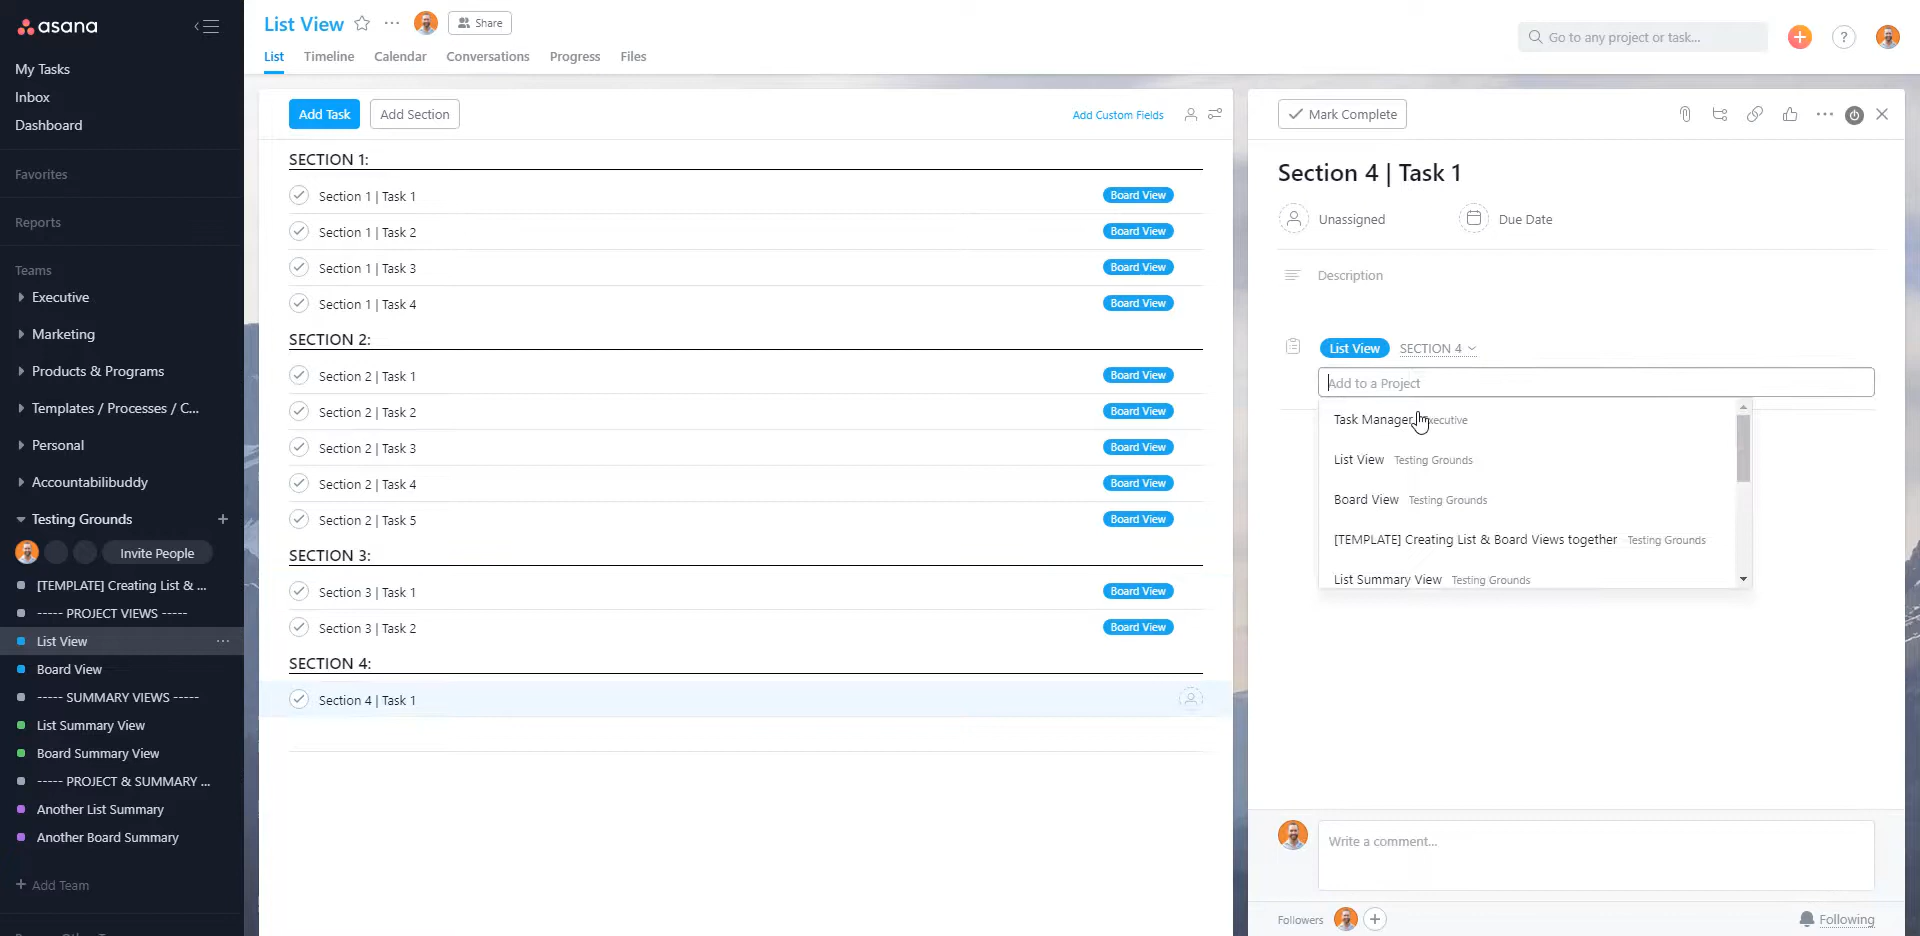 asana
My Tasks
Inbox
Dashboard
Favorites
Reports
Teams
Executive
Marketing
Products & Programs
Templates / Processes / C...
Personal
Accountabilibuddy
Testing Grounds +
Invite People
[TEMPLATE] Creating List & ...
----- PROJECT VIEWS -----
List View ...
Board View
----- SUMMARY VIEWS -----
List Summary View
Board Summary View
----- PROJECT & SUMMARY ...
Another List Summary
Another Board Summary
+ Add Team
List View ... Share
List Timeline Calendar Conversations Progress Files
Go to any project or task...
+ ?
Add Task Add Section Add Custom Fields
SECTION 1:
Section 1 | Task 1 Board View
Section 1 | Task 2 Board View
Section 1 | Task 3 Board View
Section 1 | Task 4 Board View
SECTION 2:
Section 2 | Task 1 Board View
Section 2 | Task 2 Board View
Section 2 | Task 3 Board View
Section 2 | Task 4 Board View
Section 2 | Task 5 Board View
SECTION 3:
Section 3 | Task 1 Board View
Section 3 | Task 2 Board View
SECTION 4:
Section 4 | Task 1
Mark Complete
Section 4 | Task 1
Unassigned Due Date
Description
List View SECTION 4
Add to a Project
Task Manager Executive
List View Testing Grounds
Board View Testing Grounds
[TEMPLATE] Creating List & Board Views together Testing Grounds
List Summary View Testing Grounds
Write a comment...
Followers + Following